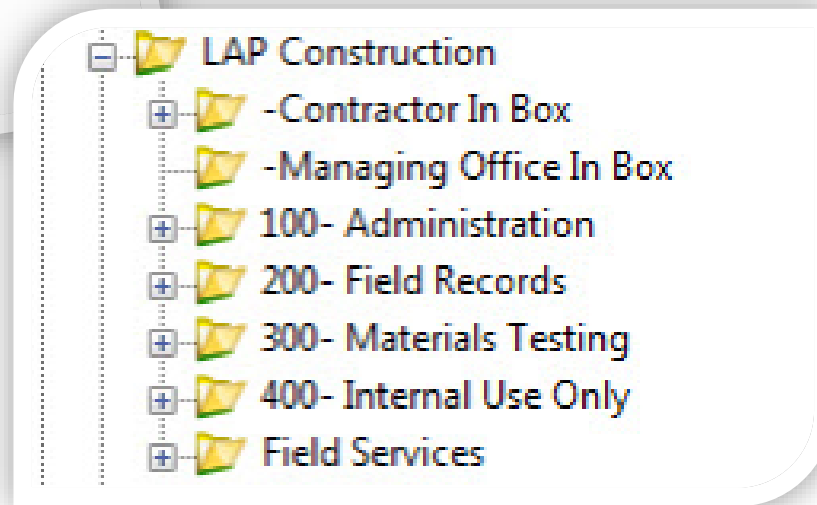 LAP Construction
-Contractor In Box
-Managing Office In Box
100- Administration
200- Field Records
300- Materials Testing
400- Internal Use Only
Field Services